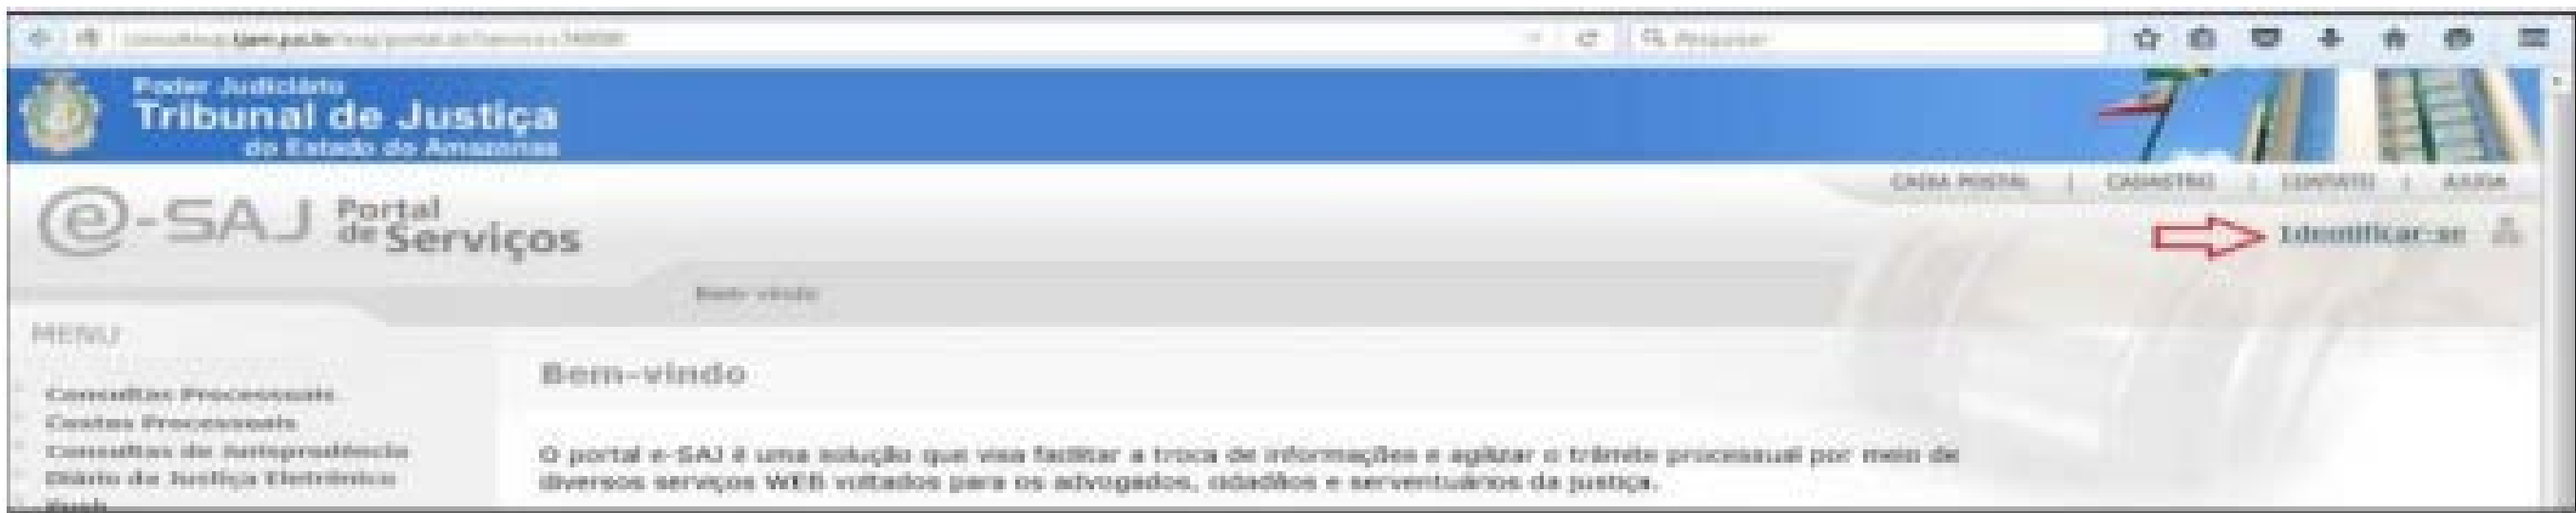 Pesquisar
Poder Judiciário
Tribunal de Justiça
do Estado do Amazonas
CAIXA POSTAL | CADASTRO | CONTATO | AJUDA
e-SAJ Portal de Serviços
Identificar-se
Bem-vindo
MENU
Bem-vindo
Consultas Processuais
Custas Processuais
Consultas de Jurisprudência
Diário da Justiça Eletrônico
Push
O portal e-SAJ é uma solução que visa facilitar a troca de informações e agilizar o trâmite processual por meio de
diversos serviços WEB voltados para os advogados, cidadãos e serventuários da justiça.